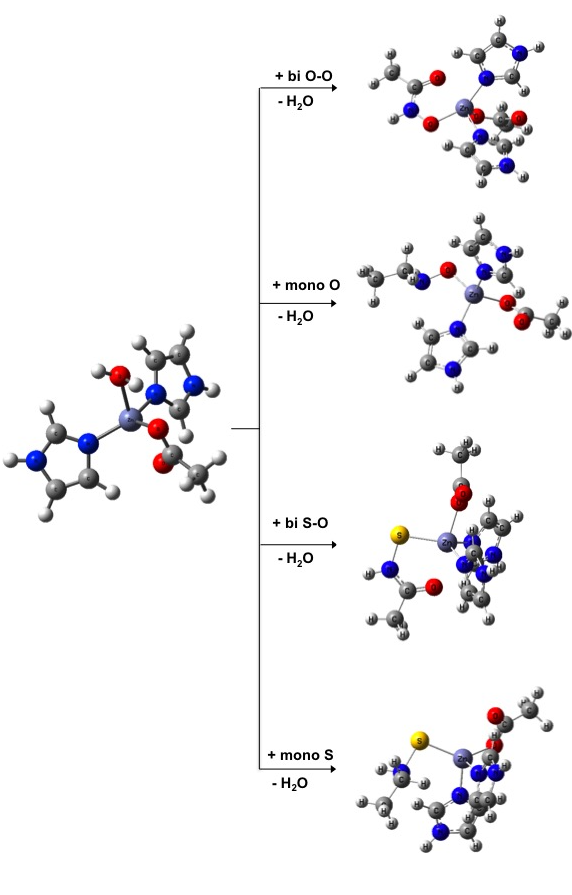 + bi O-O
- H₂O
+ mono O
- H₂O
+ bi S-O
- H₂O
+ mono S
- H₂O